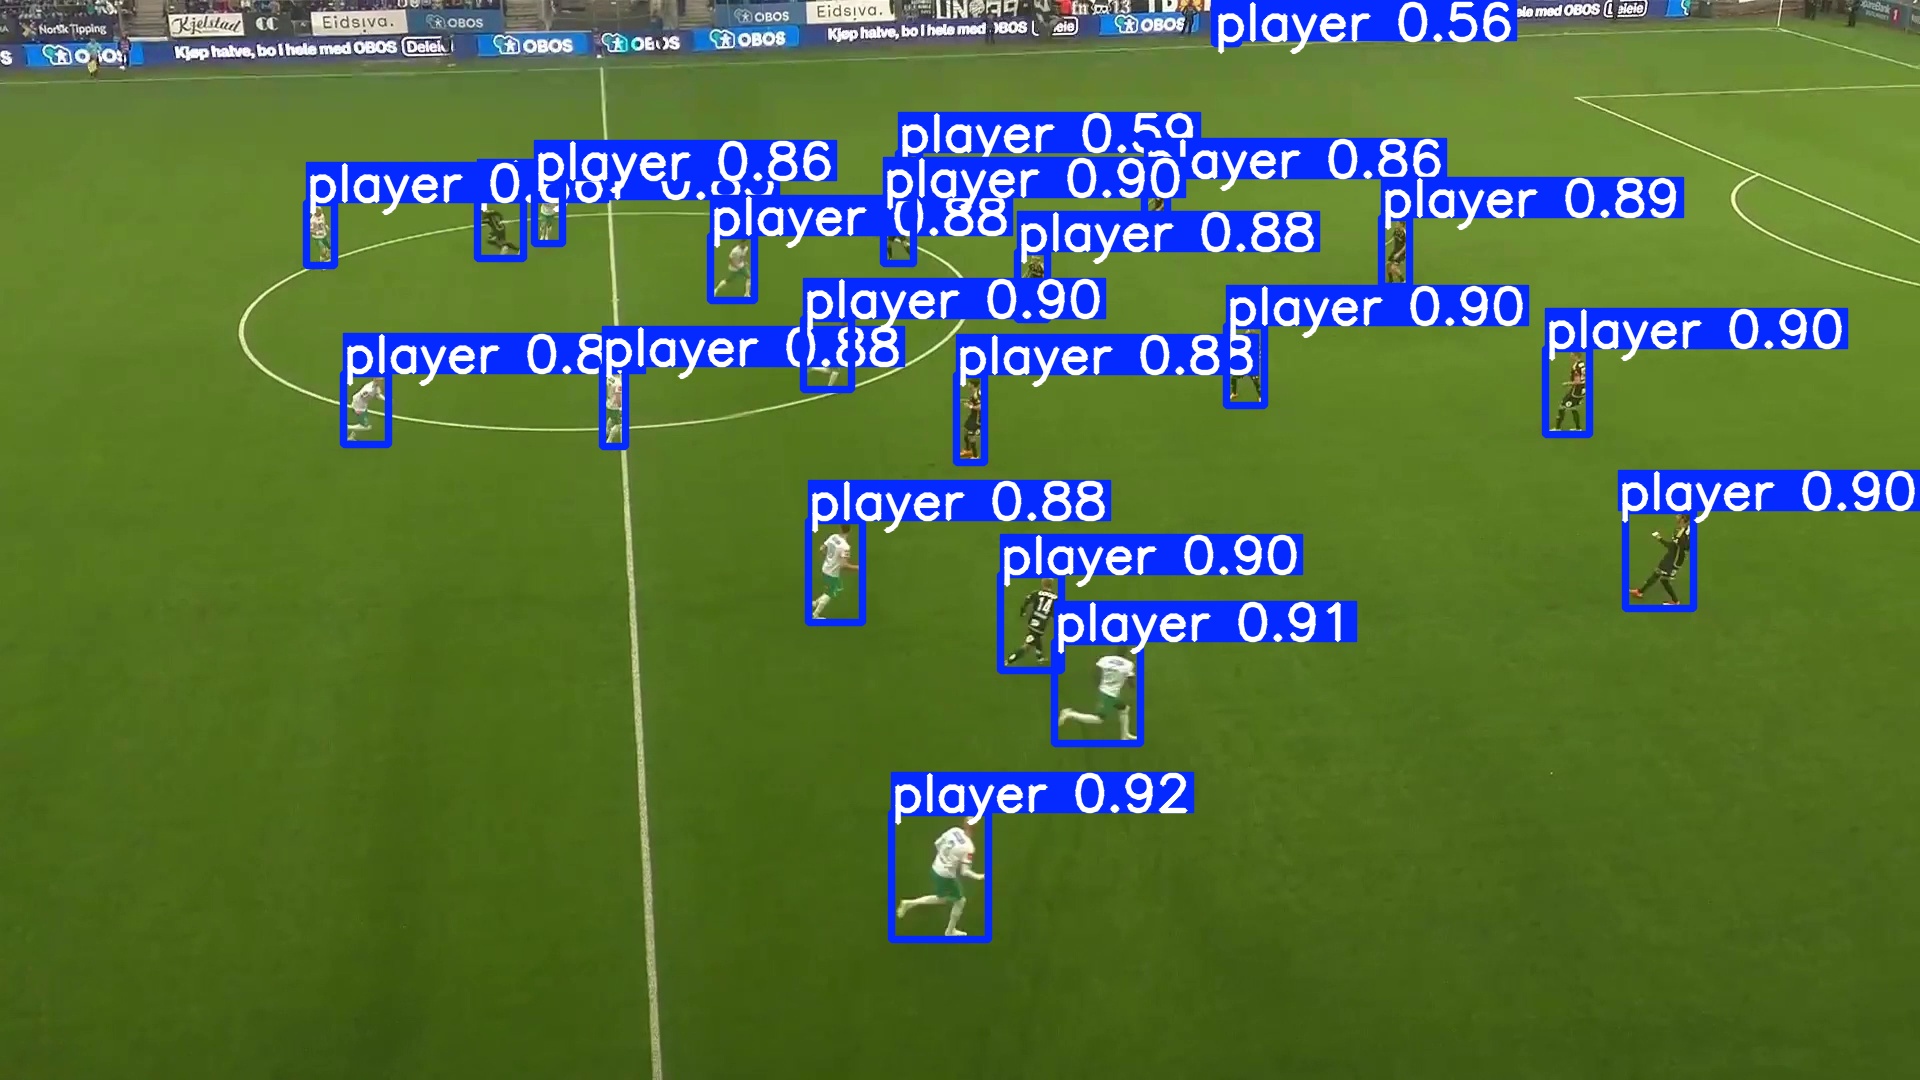 Norsk Tipping
Kjelstad
Eidsiva.
OBOS
OBOS
Eidsiva.
Kjøp halve, bo i hele med OBOS
OBOS
OBOS
OBOS
Kjøp halve, bo i hele med
OBOS
player 0.56
player 0.59
player 0.86
player 0.86
player 0.90
player 0.89
player 0.88
player 0.88
player 0.90
player 0.90
player 0.90
player 0.88
player 0.88
player 0.90
player 0.88
player 0.90
14
player 0.91
player 0.92